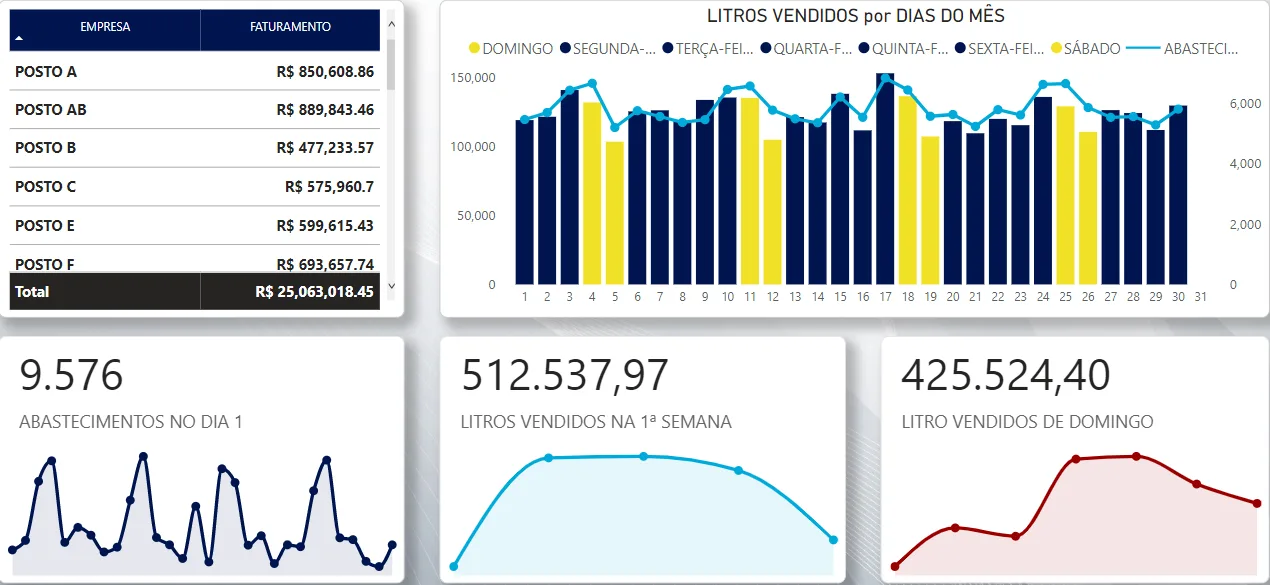 EMPRESA FATURAMENTO
POSTO A R$ 850,608.86
POSTO AB R$ 889,843.46
POSTO B R$ 477,233.57
POSTO C R$ 575,960.7
POSTO E R$ 599,615.43
POSTO F R$ 693,657.74
Total R$ 25,063,018.45
LITROS VENDIDOS por DIAS DO MÊS
DOMINGO SEGUNDA-... TERÇA-FEI... QUARTA-F... QUINTA-F... SEXTA-FEI... SÁBADO ABASTECI...
150,000
100,000
50,000
0
6,000
4,000
2,000
0
1 2 3 4 5 6 7 8 9 10 11 12 13 14 15 16 17 18 19 20 21 22 23 24 25 26 27 28 29 30 31
9.576
ABASTECIMENTOS NO DIA 1
512.537,97
LITROS VENDIDOS NA 1ª SEMANA
425.524,40
LITRO VENDIDOS DE DOMINGO